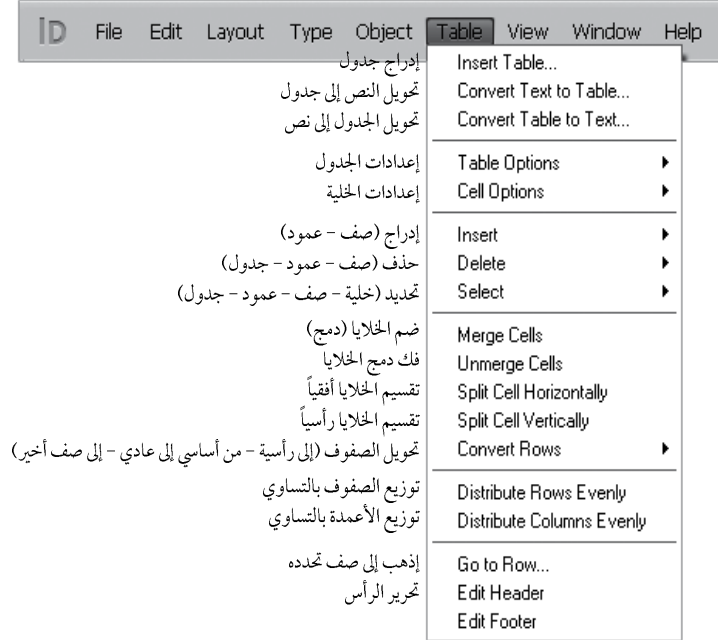 ID File Edit Layout Type Object Table View Window Help
إدراج جدول Insert Table...
تحويل النص إلى جدول Convert Text to Table...
تحويل الجدول إلى نص Convert Table to Text...
إعدادات الجدول Table Options
إعدادات الخلية Cell Options
إدراج (صف - عمود) Insert
حذف (صف - عمود - جدول) Delete
تحديد (خلية - صف - عمود - جدول) Select
ضم الخلايا (دمج) Merge Cells
فك دمج الخلايا Unmerge Cells
تقسيم الخلايا أفقياً Split Cell Horizontally
تقسيم الخلايا رأسياً Split Cell Vertically
تحويل الصفوف (إلى رأسية - من أساسي إلى عادي - إلى صف أخير) Convert Rows
توزيع الصفوف بالتساوي Distribute Rows Evenly
توزيع الأعمدة بالتساوي Distribute Columns Evenly
إذهب إلى صف تحدده Go to Row...
تحرير الرأس Edit Header
Edit Footer